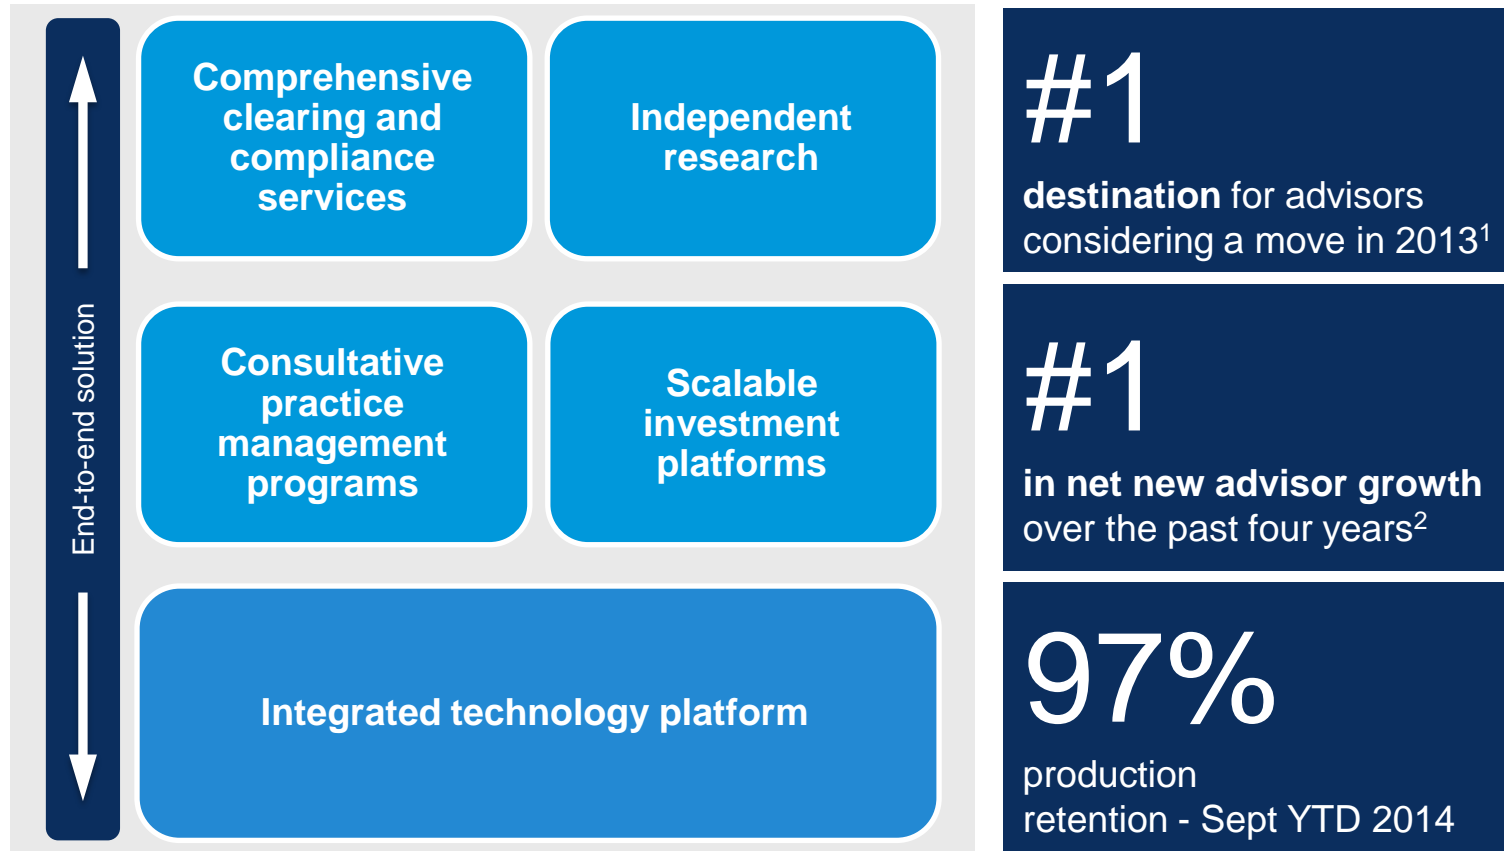 End-to-end solution
Comprehensive
clearing and
compliance
services
Independent
research
Consultative
practice
management
programs
Scalable
investment
platforms
Integrated technology platform
#1
destination for advisors
considering a move in 2013¹
#1
in net new advisor growth
over the past four years²
97%
production
retention - Sept YTD 2014